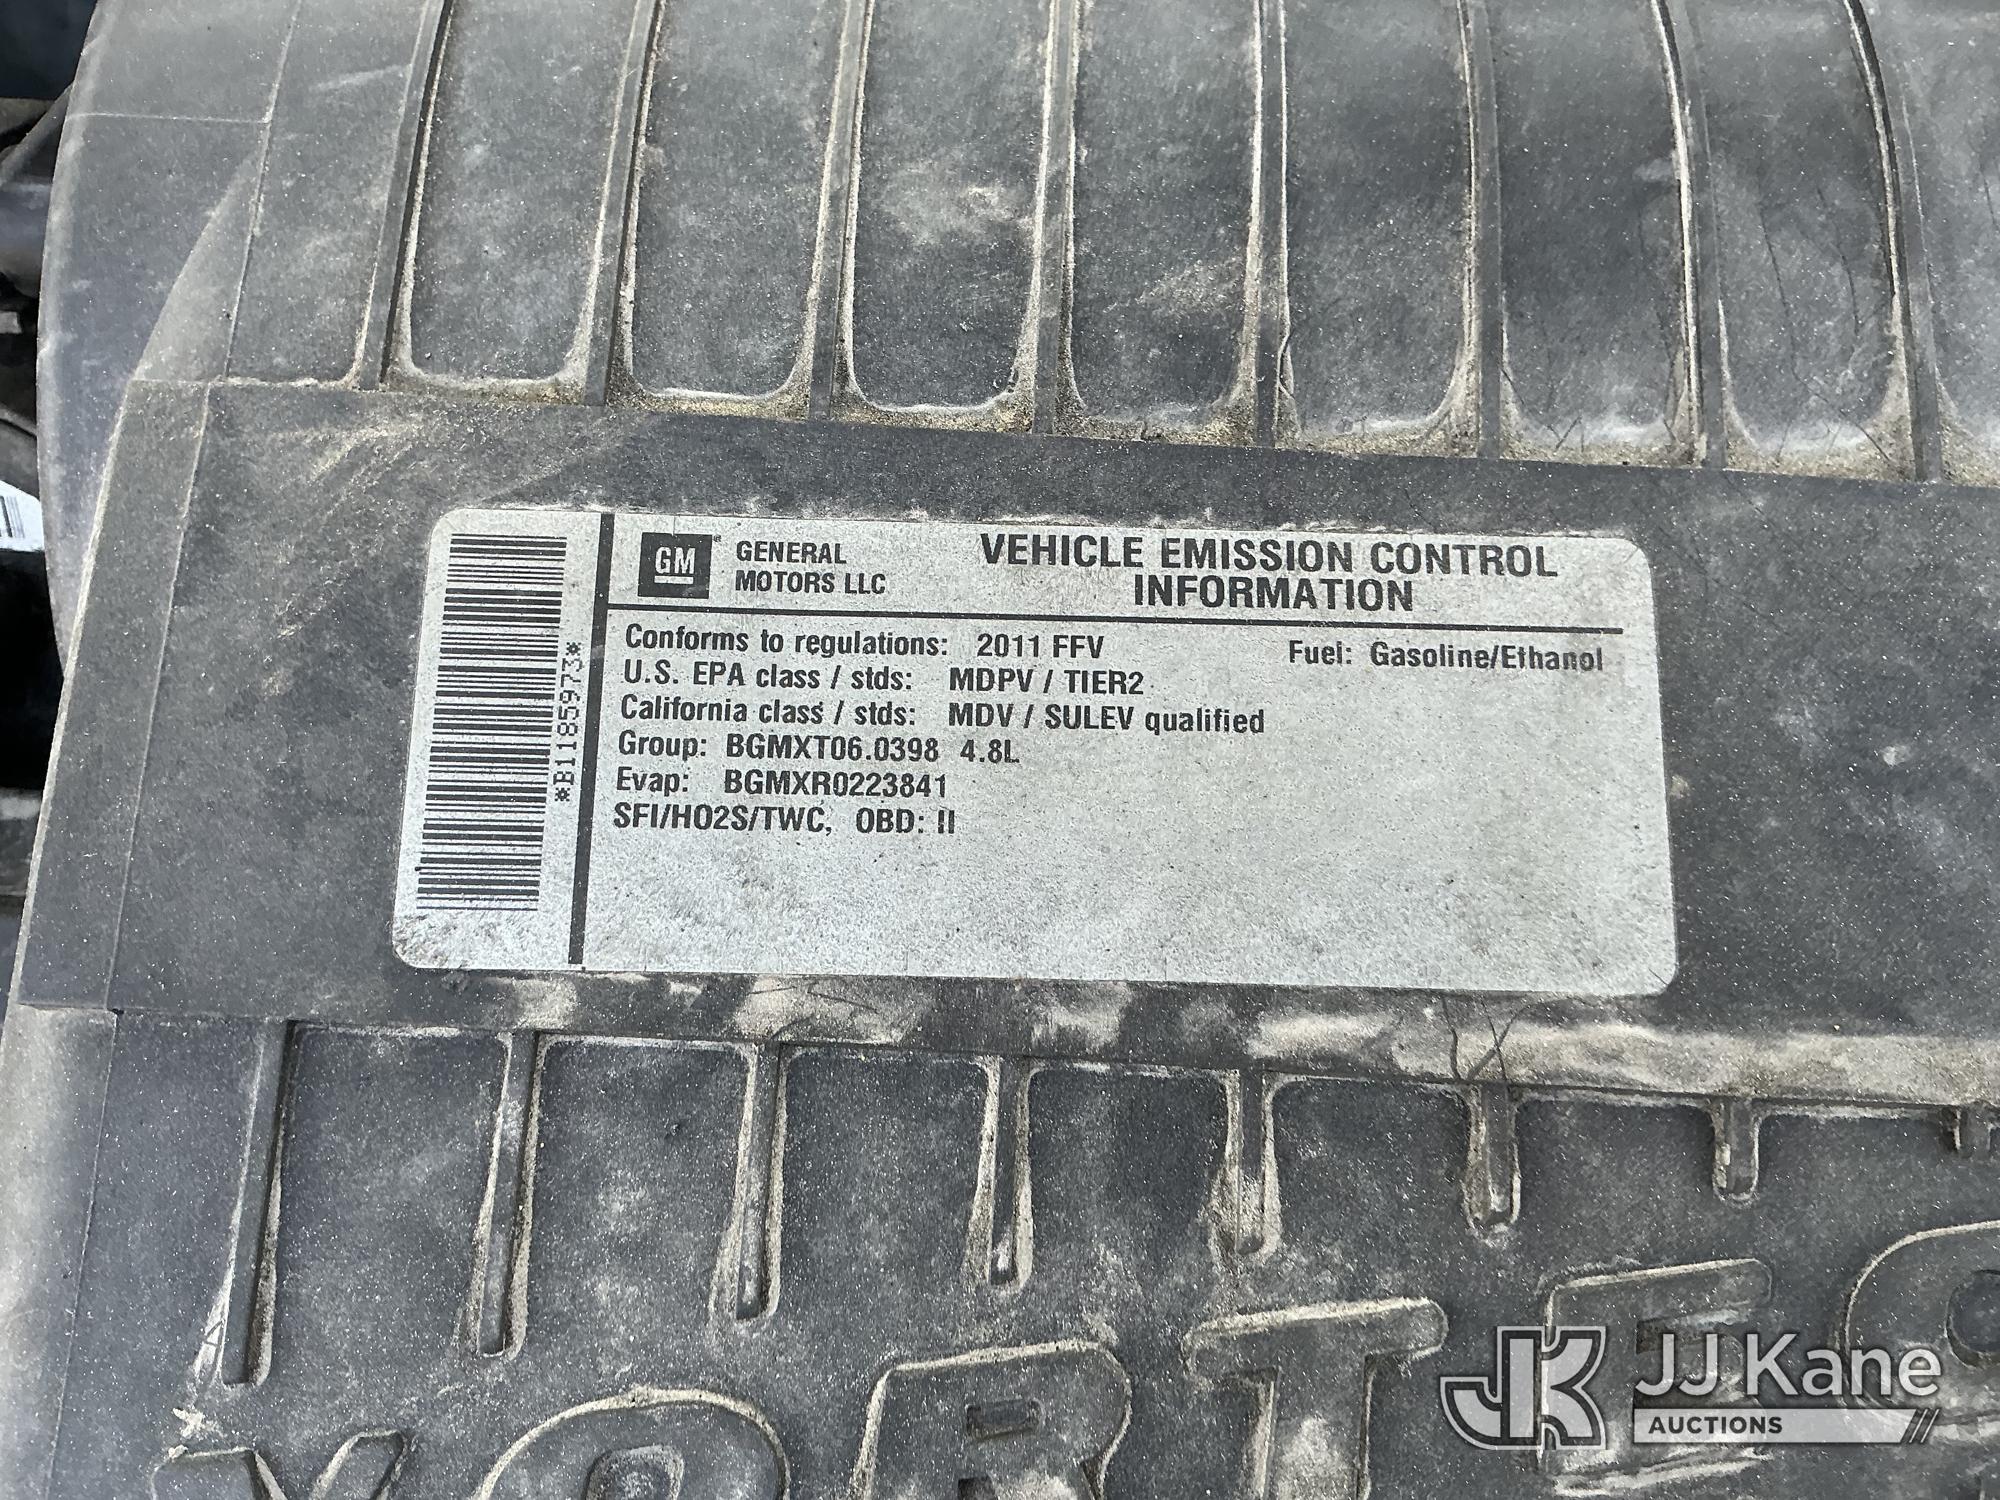 GM
GENERAL
MOTORS LLC
VEHICLE EMISSION CONTROL
INFORMATION
Conforms to regulations: 2011 FFV
Fuel: Gasoline/Ethanol
U.S. EPA class / stds: MDPV / TIER2
California class / stds: MDV / SULEV qualified
Group: BGMXT06.0398 4.8L
Evap: BGMXR0223841
SFI/HO2S/TWC, OBD: II
*B1185973*
VORTEC
JK JJ Kane
AUCTIONS